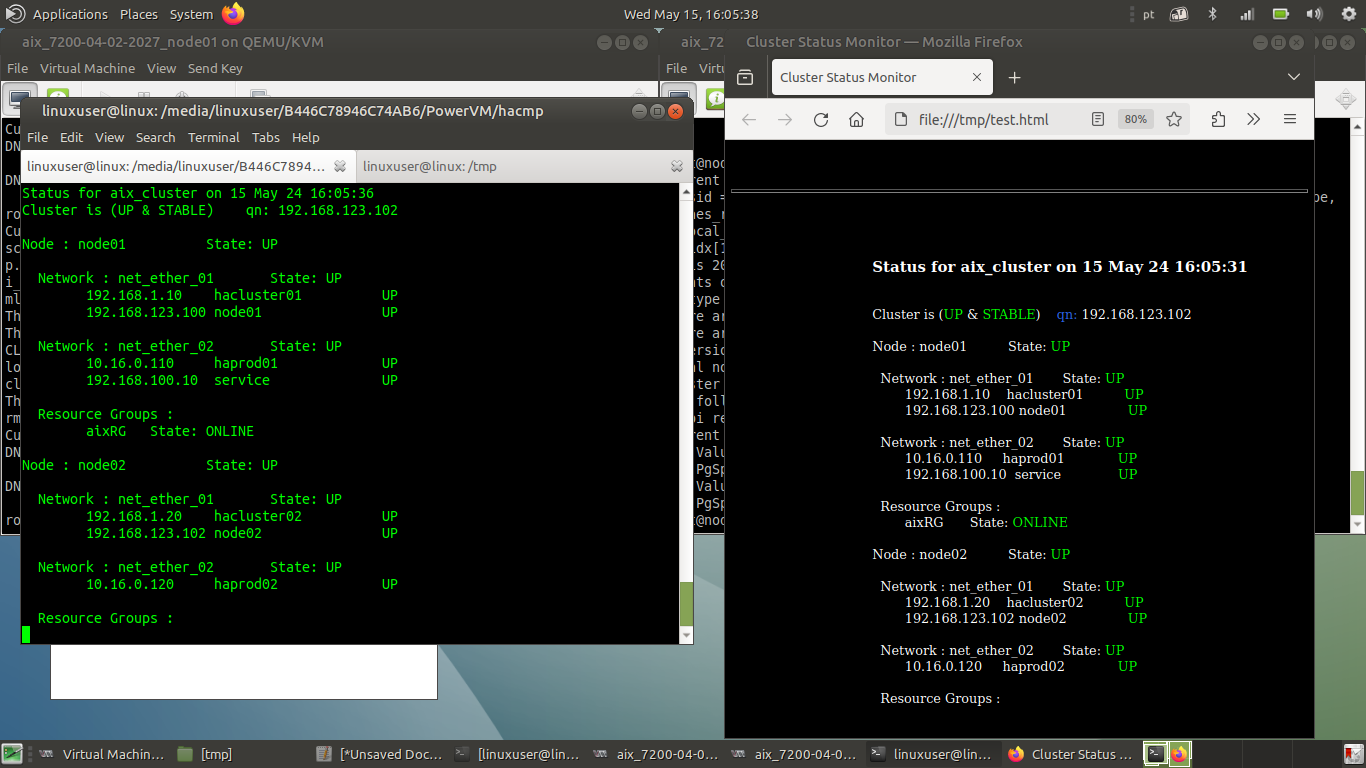 Applications Places System
Wed May 15, 16:05:38
pt
aix_7200-04-02-2027_node01 on QEMU/KVM
File Virtual Machine View Send Key
aix_72
File Virtu
linuxuser@linux: /media/linuxuser/B446C78946C74AB6/PowerVM/hacmp
File Edit View Search Terminal Tabs Help
linuxuser@linux: /media/linuxuser/B446C7894...
linuxuser@linux: /tmp
Status for aix_cluster on 15 May 24 16:05:36
Cluster is (UP & STABLE) qn: 192.168.123.102
Node : node01 State: UP
Network : net_ether_01 State: UP
192.168.1.10 hacluster01 UP
192.168.123.100 node01 UP
Network : net_ether_02 State: UP
10.16.0.110 haprod01 UP
192.168.100.10 service UP
Resource Groups :
aixRG State: ONLINE
Node : node02 State: UP
Network : net_ether_01 State: UP
192.168.1.20 hacluster02 UP
192.168.123.102 node02 UP
Network : net_ether_02 State: UP
10.16.0.120 haprod02 UP
Resource Groups :
Cluster Status Monitor — Mozilla Firefox
Cluster Status Monitor
file:///tmp/test.html
80%
Status for aix_cluster on 15 May 24 16:05:31
Cluster is (UP & STABLE) qn: 192.168.123.102
Node : node01 State: UP
Network : net_ether_01 State: UP
192.168.1.10 hacluster01 UP
192.168.123.100 node01 UP
Network : net_ether_02 State: UP
10.16.0.110 haprod01 UP
192.168.100.10 service UP
Resource Groups :
aixRG State: ONLINE
Node : node02 State: UP
Network : net_ether_01 State: UP
192.168.1.20 hacluster02 UP
192.168.123.102 node02 UP
Network : net_ether_02 State: UP
10.16.0.120 haprod02 UP
Resource Groups :
Virtual Machin...
[tmp]
[*Unsaved Doc...
[linuxuser@lin...
aix_7200-04-0...
aix_7200-04-0...
linuxuser@lin...
Cluster Status ...